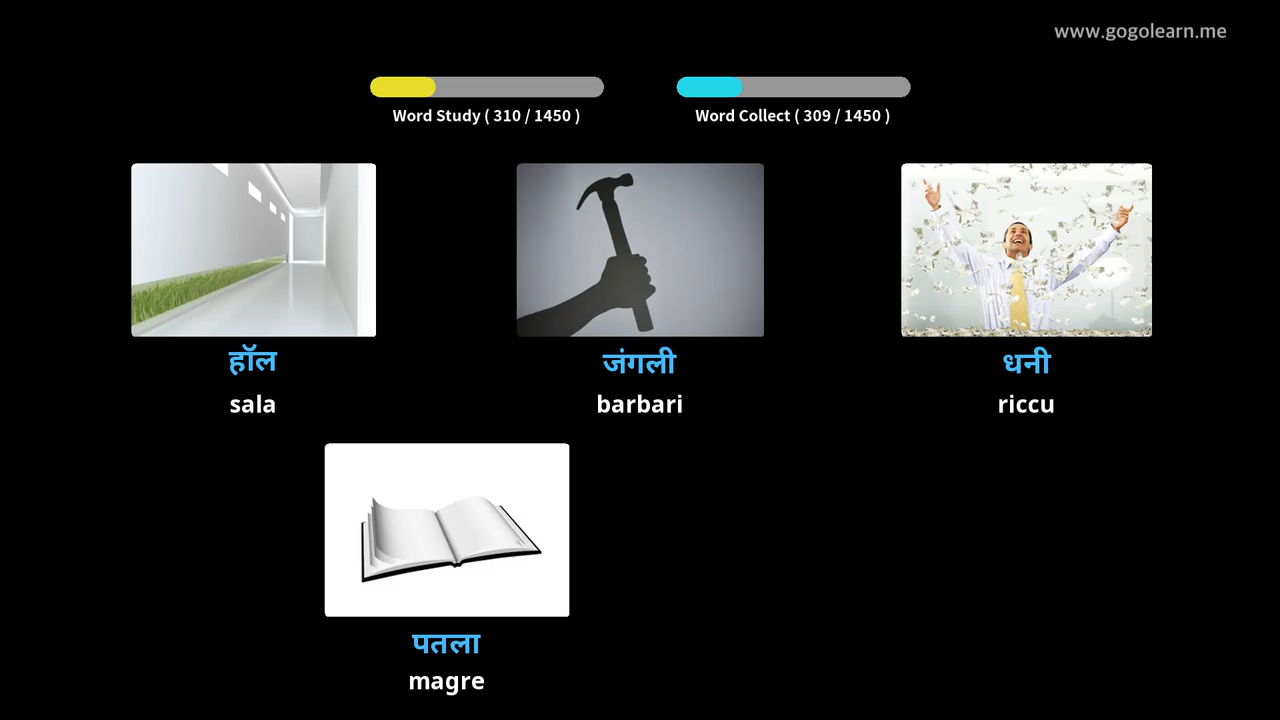 www.gogolearn.me
Word Study ( 310 / 1450 )
Word Collect ( 309 / 1450 )
हॉल
जंगली
धनी
sala
barbari
riccu
पतला
magre